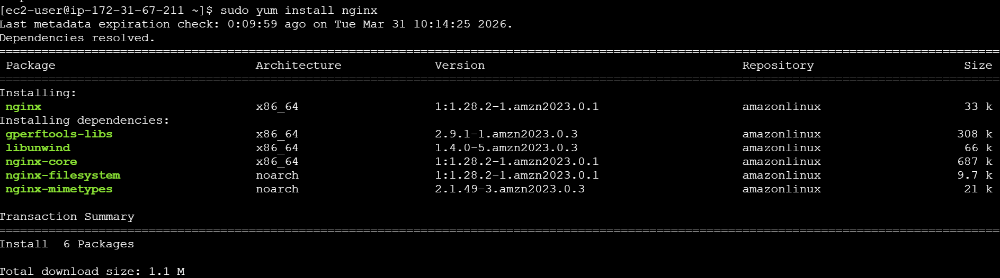 [ec2-user@ip-172-31-67-211 ~]$ sudo yum install nginx
Last metadata expiration check: 0:09:59 ago on Tue Mar 31 10:14:25 2026.
Dependencies resolved.
================================================================================
Package Architecture Version Repository Size
================================================================================
Installing:
nginx x86_64 1:1.28.2-1.amzn2023.0.1 amazonlinux 33 k
Installing dependencies:
gperftools-libs x86_64 2.9.1-1.amzn2023.0.3 amazonlinux 308 k
libunwind x86_64 1.4.0-5.amzn2023.0.3 amazonlinux 66 k
nginx-core x86_64 1:1.28.2-1.amzn2023.0.1 amazonlinux 687 k
nginx-filesystem noarch 1:1.28.2-1.amzn2023.0.1 amazonlinux 9.7 k
nginx-mimetypes noarch 2.1.49-3.amzn2023.0.3 amazonlinux 21 k
Transaction Summary
================================================================================
Install 6 Packages
Total download size: 1.1 M